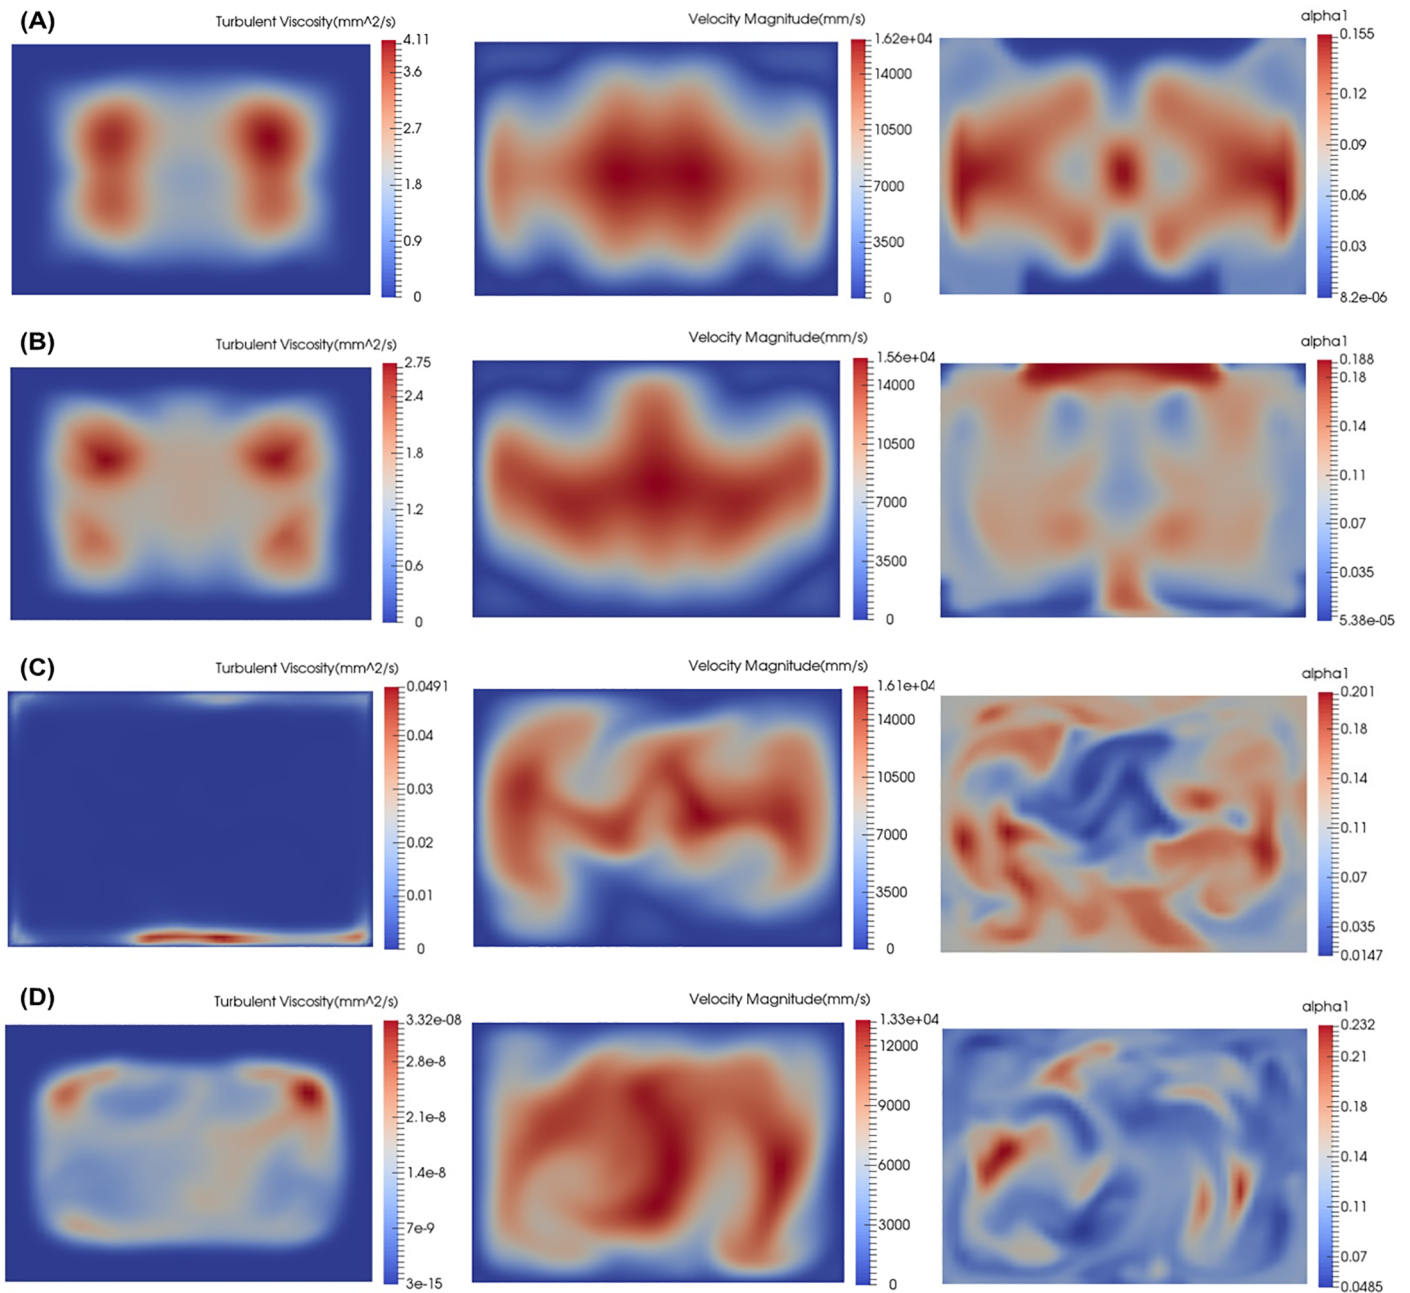 (A)
Turbulent Viscosity(mm^2/s)
4.11
3.6
2.7
1.8
0.9
0
Velocity Magnitude(mm/s)
1.62e+04
14000
10500
7000
3500
0
alpha1
0.155
0.12
0.09
0.06
0.03
8.2e-06
(B)
Turbulent Viscosity(mm^2/s)
2.75
2.4
1.8
1.2
0.6
0
Velocity Magnitude(mm/s)
1.56e+04
14000
10500
7000
3500
0
alpha1
0.188
0.18
0.14
0.11
0.07
0.035
5.38e-05
(C)
Turbulent Viscosity(mm^2/s)
0.0491
0.04
0.03
0.02
0.01
0
Velocity Magnitude(mm/s)
1.61e+04
14000
10500
7000
3500
0
alpha1
0.201
0.18
0.14
0.11
0.07
0.035
0.0147
(D)
Turbulent Viscosity(mm^2/s)
3.32e-08
2.8e-8
2.1e-8
1.4e-8
7e-9
3e-15
Velocity Magnitude(mm/s)
1.33e+04
12000
9000
6000
3000
0
alpha1
0.232
0.21
0.18
0.14
0.11
0.07
0.0485